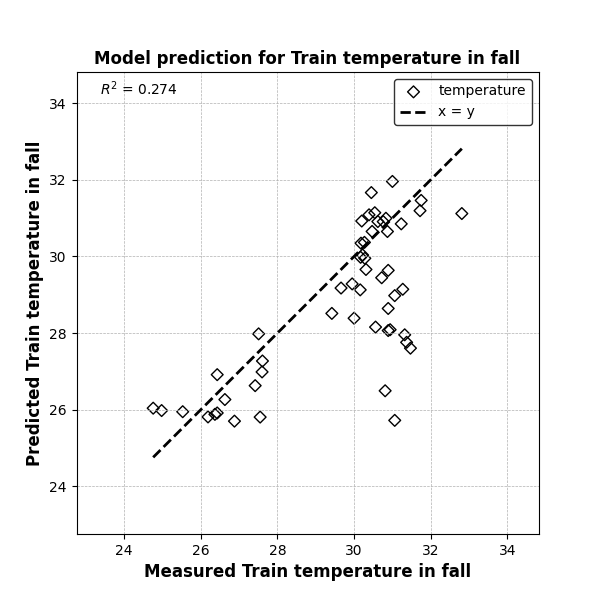 Model prediction for Train temperature in fall
R² = 0.274
temperature
x = y
Predicted Train temperature in fall
34
32
30
28
26
24
24 26 28 30 32 34
Measured Train temperature in fall